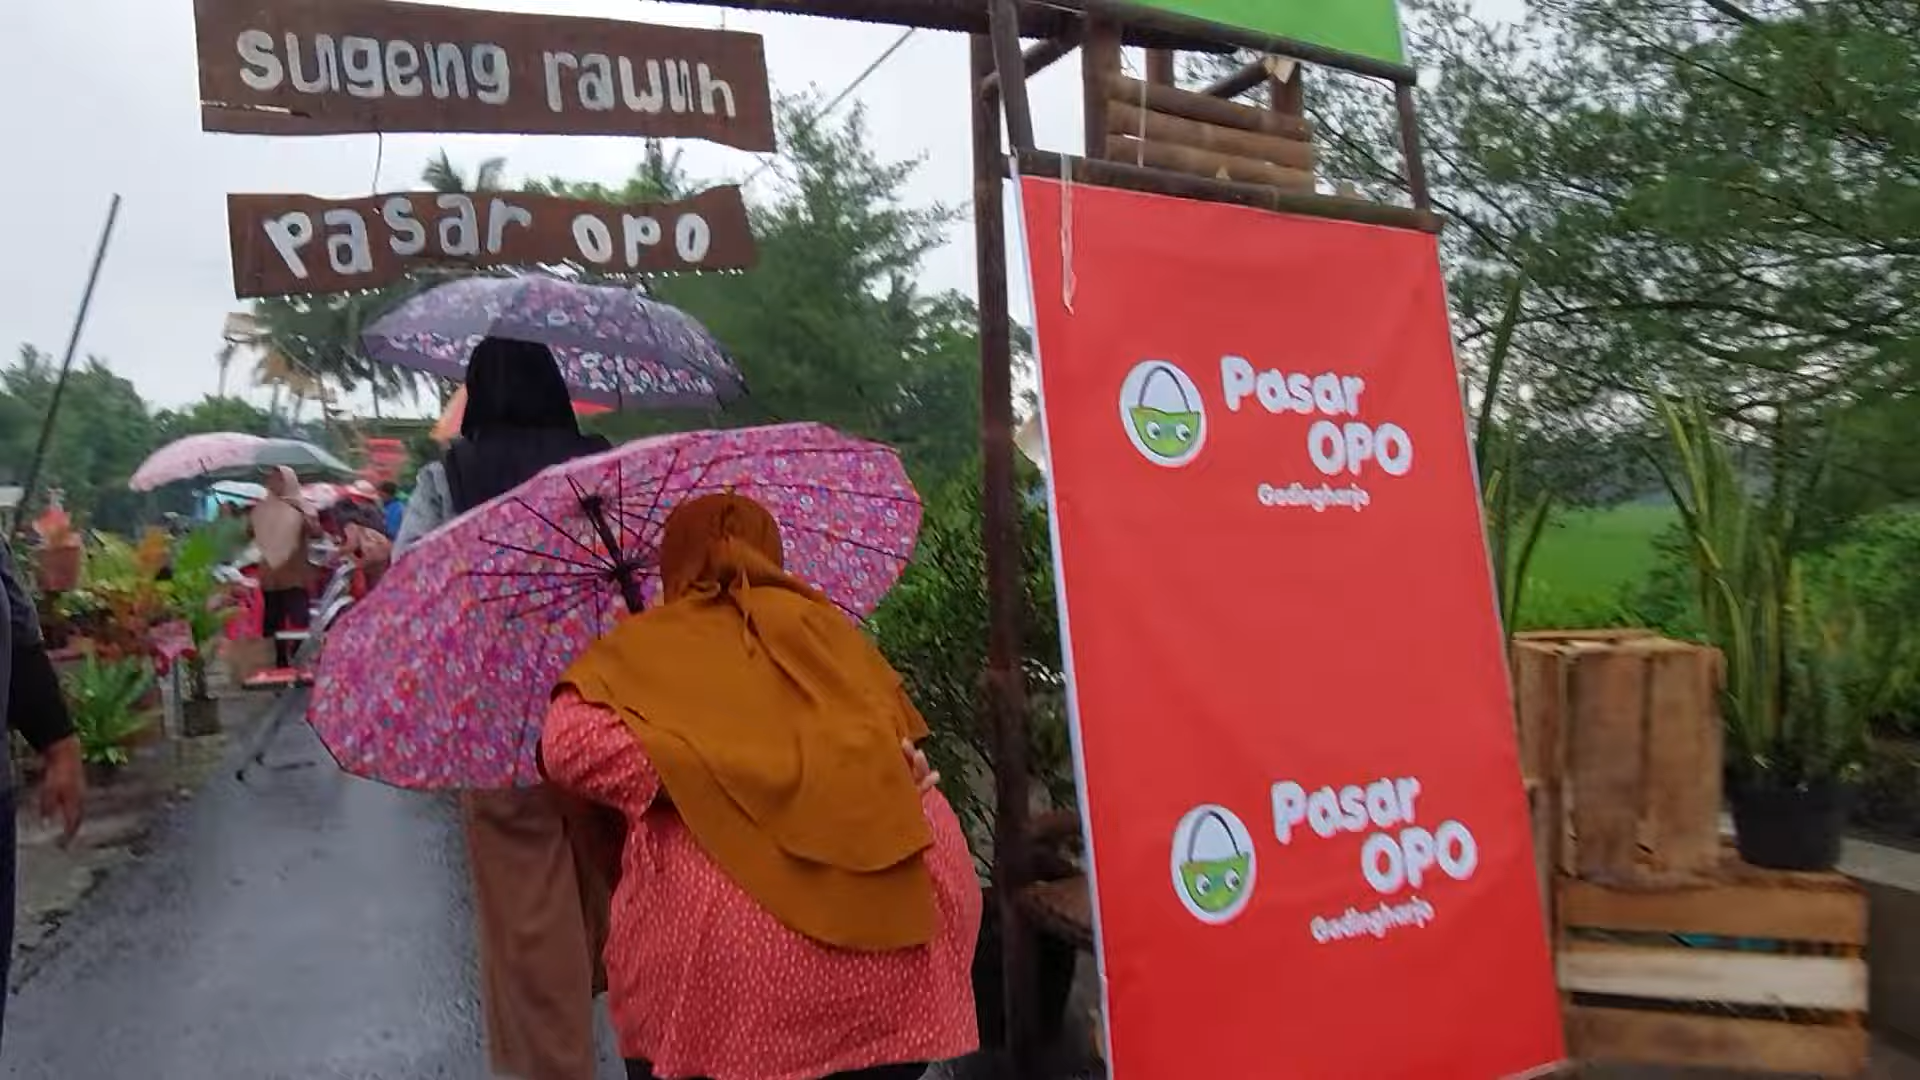 sugeng rawuh
pasar opo
Pasar
OPO
Gadingharjo
Pasar
OPO
Gadingharjo